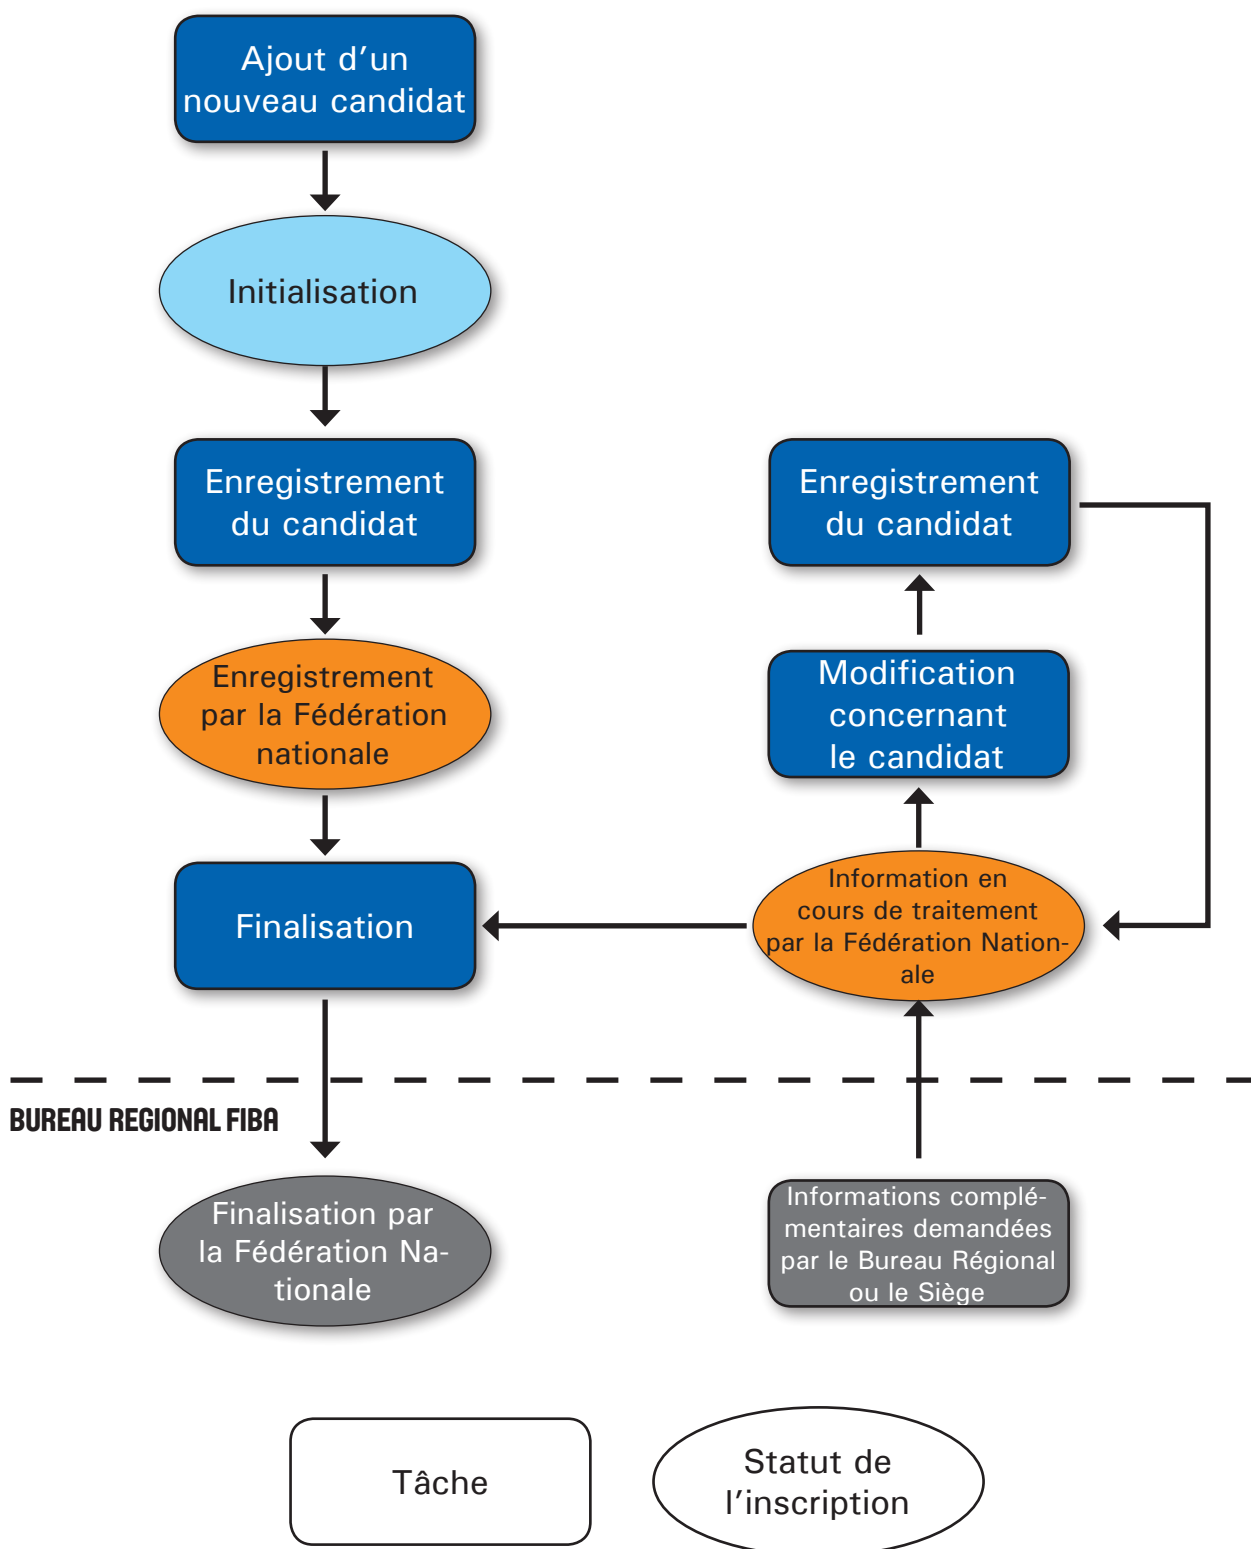 Ajout d’un
nouveau candidat
Initialisation
Enregistrement
du candidat
Enregistrement
par la Fédération
nationale
Finalisation
Enregistrement
du candidat
Modification
concernant
le candidat
Information en
cours de traitement
par la Fédération Nation-
ale
BUREAU REGIONAL FIBA
Finalisation par
la Fédération Na-
tionale
Informations complé-
mentaires demandées
par le Bureau Régional
ou le Siège
Tâche
Statut de
l’inscription